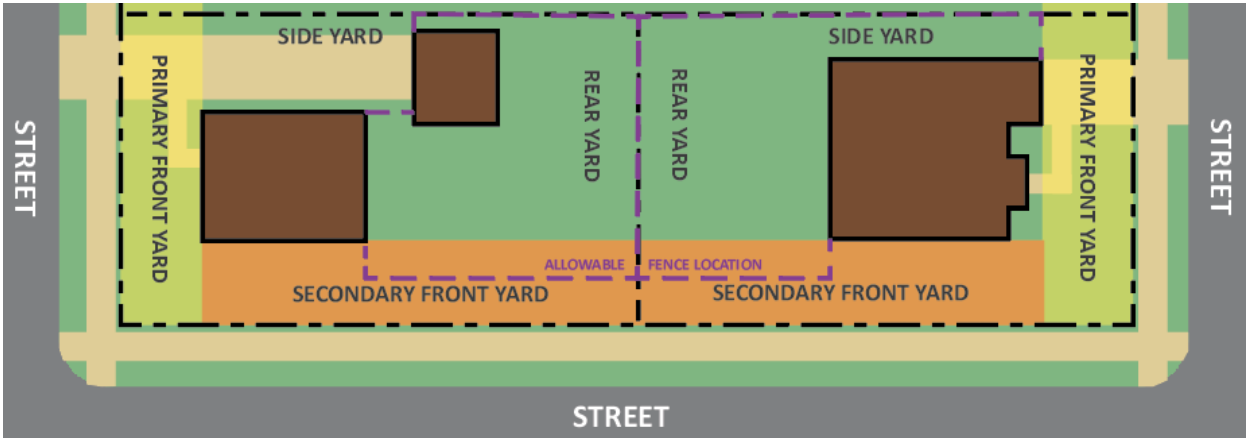 SIDE YARD
SIDE YARD
PRIMARY FRONT YARD
REAR YARD
REAR YARD
PRIMARY FRONT YARD
STREET
STREET
ALLOWABLE
FENCE LOCATION
SECONDARY FRONT YARD
SECONDARY FRONT YARD
STREET